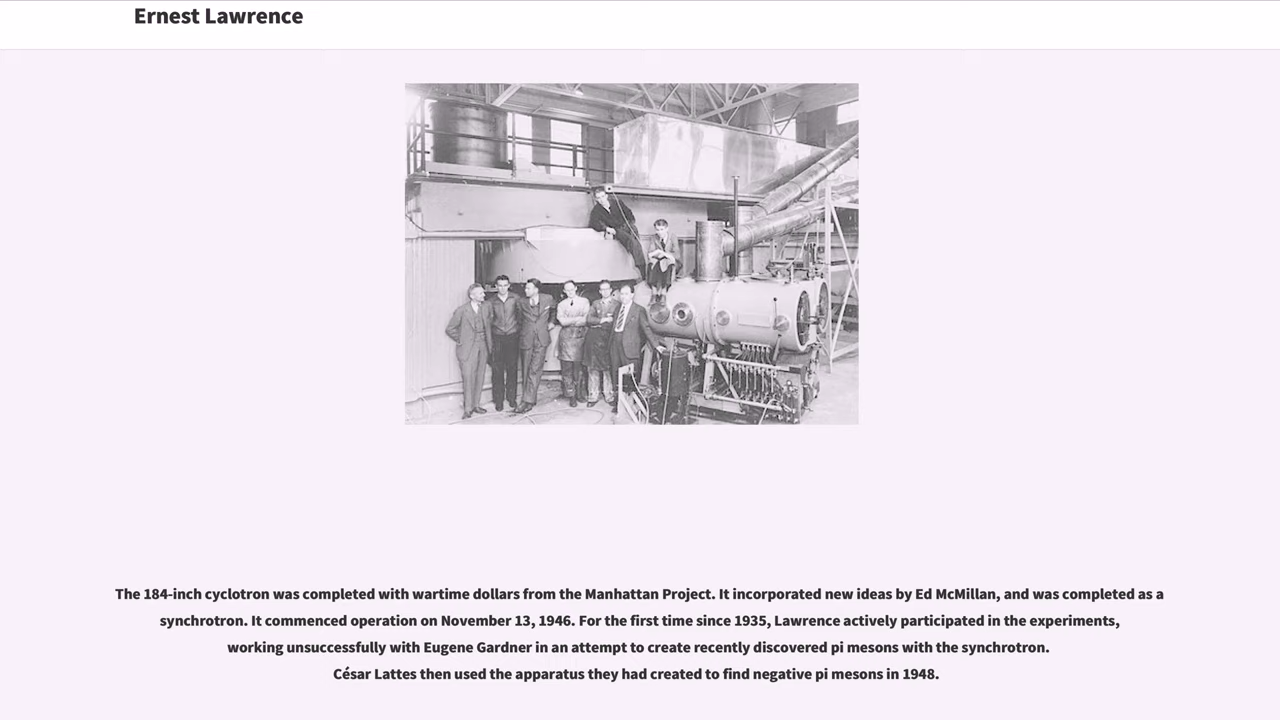 Ernest Lawrence
The 184-inch cyclotron was completed with wartime dollars from the Manhattan Project. It incorporated new ideas by Ed McMillan, and was completed as a
synchrotron. It commenced operation on November 13, 1946. For the first time since 1935, Lawrence actively participated in the experiments,
working unsuccessfully with Eugene Gardner in an attempt to create recently discovered pi mesons with the synchrotron.
César Lattes then used the apparatus they had created to find negative pi mesons in 1948.